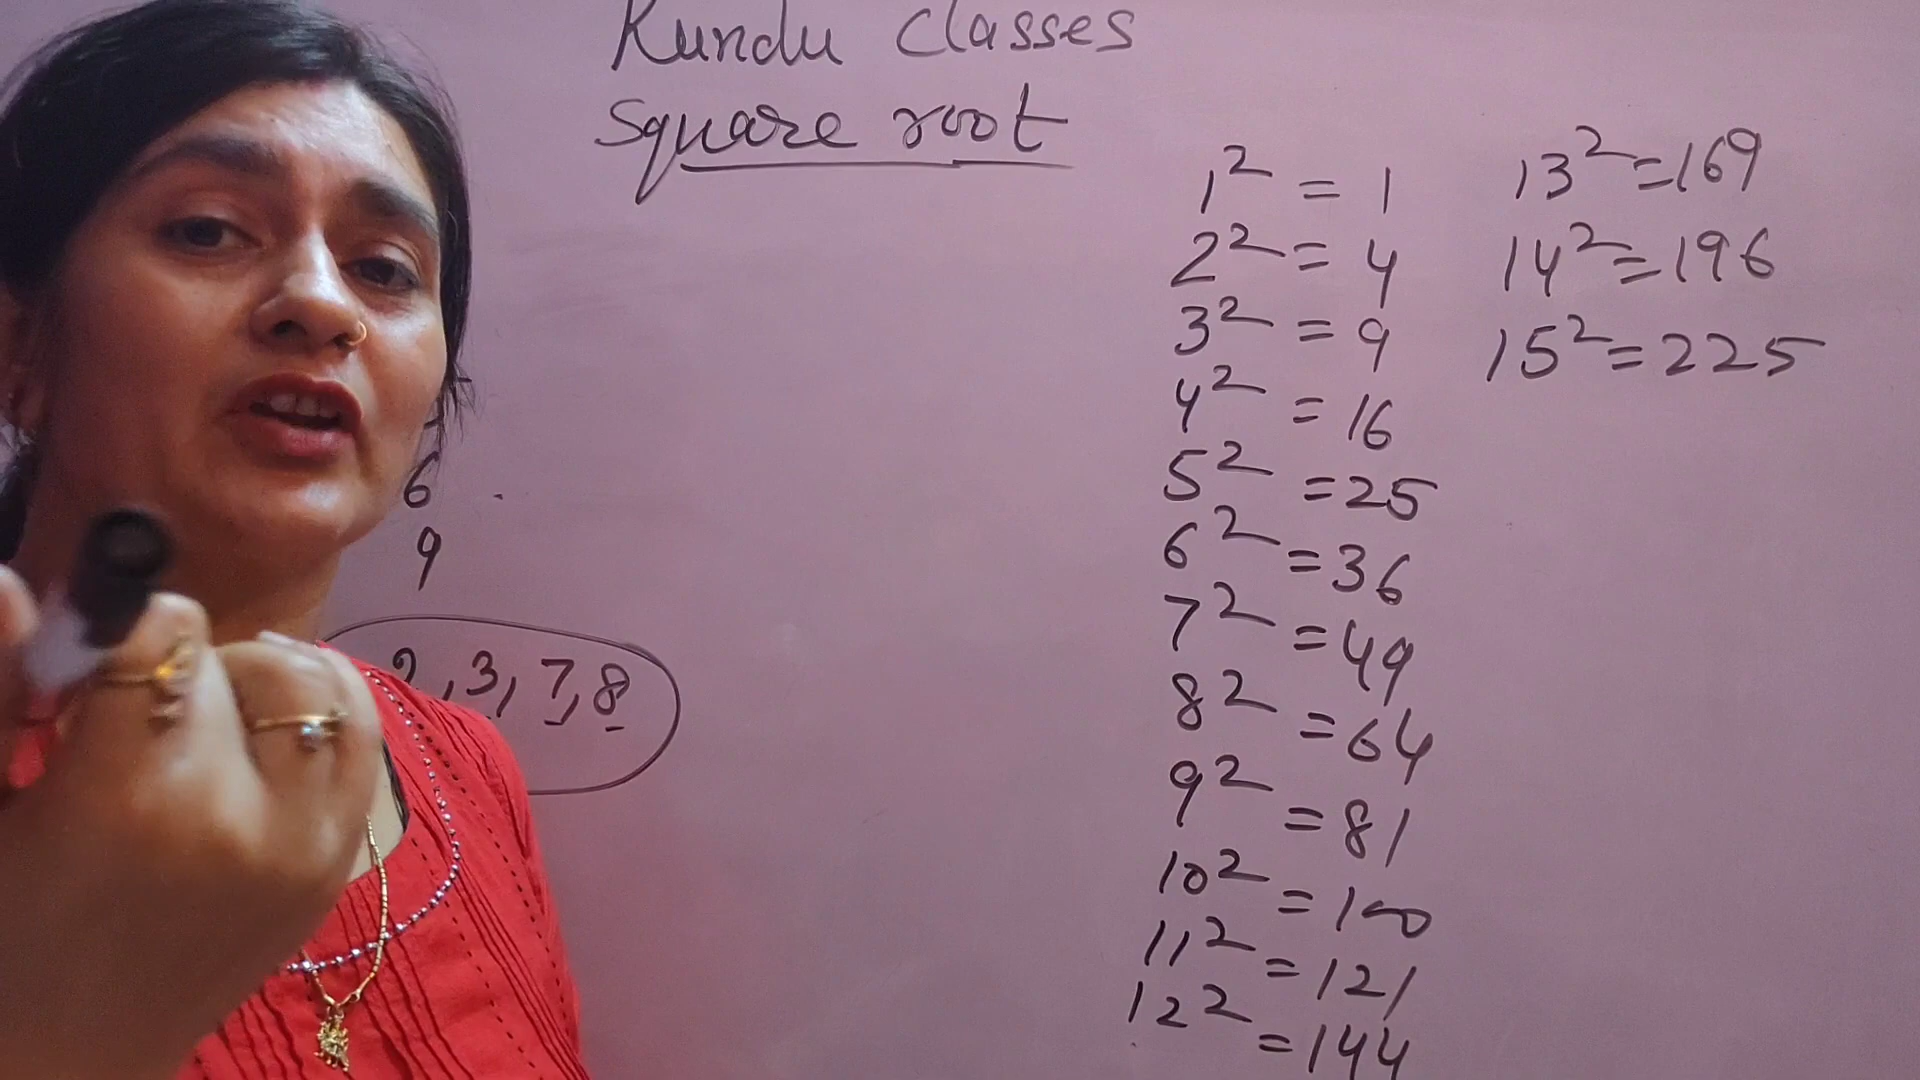 Kundu Classes
Square root
6
9
2, 3, 7, 8
1² = 1
2² = 4
3² = 9
4² = 16
5² = 25
6² = 36
7² = 49
8² = 64
9² = 81
10² = 100
11² = 121
12² = 144
13² = 169
14² = 196
15² = 225